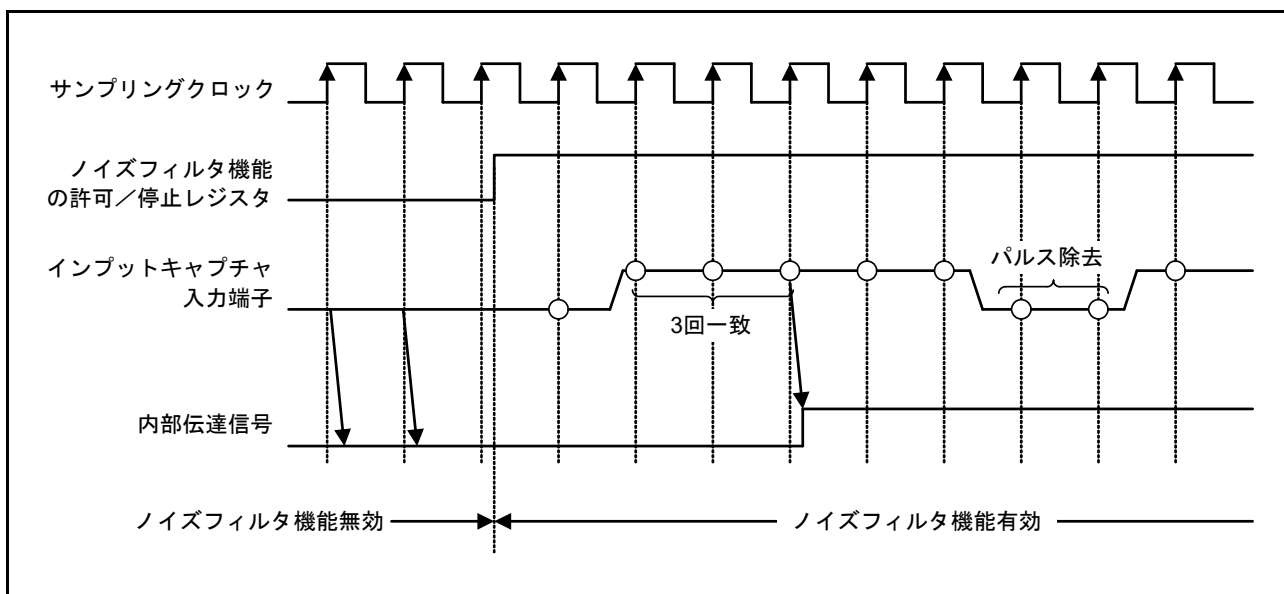 サンプリングクロック
ノイズフィルタ機能
の許可／停止レジスタ
インプットキャプチャ
入力端子
パルス除去
3回一致
内部伝達信号
ノイズフィルタ機能無効
ノイズフィルタ機能有効